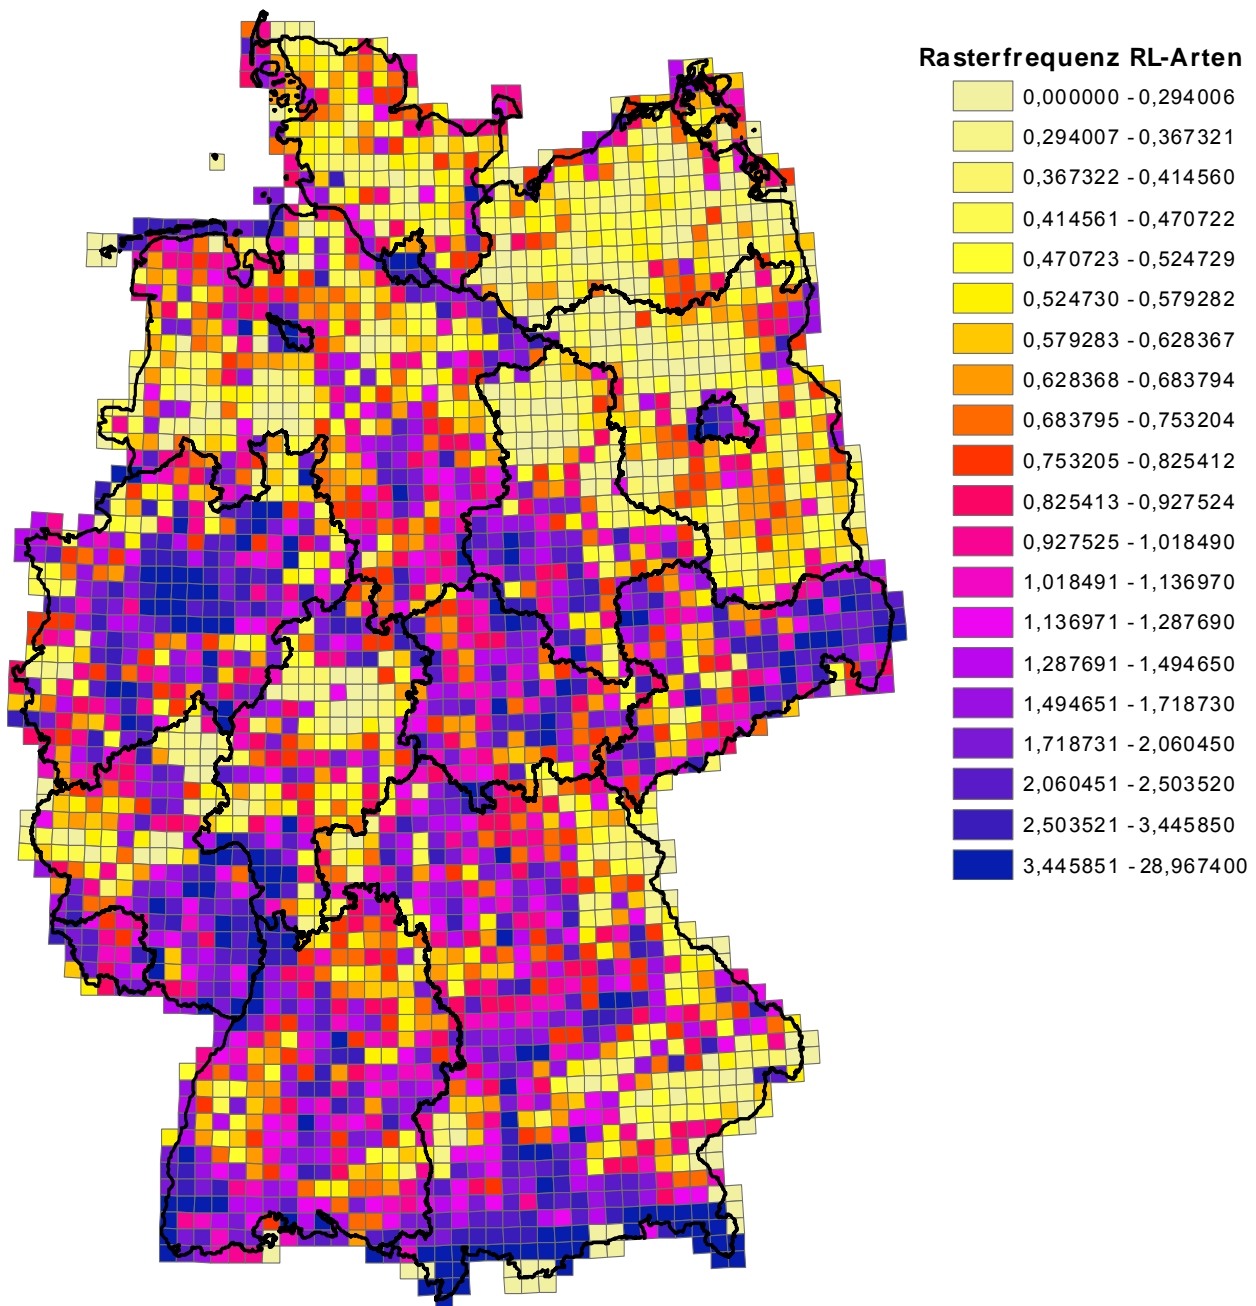 Rasterfrequenz RL-Arten
0,000000 - 0,294006
0,294007 - 0,367321
0,367322 - 0,414560
0,414561 - 0,470722
0,470723 - 0,524729
0,524730 - 0,579282
0,579283 - 0,628367
0,628368 - 0,683794
0,683795 - 0,753204
0,753205 - 0,825412
0,825413 - 0,927524
0,927525 - 1,018490
1,018491 - 1,136970
1,136971 - 1,287690
1,287691 - 1,494650
1,494651 - 1,718730
1,718731 - 2,060450
2,060451 - 2,503520
2,503521 - 3,445850
3,445851 - 28,967400